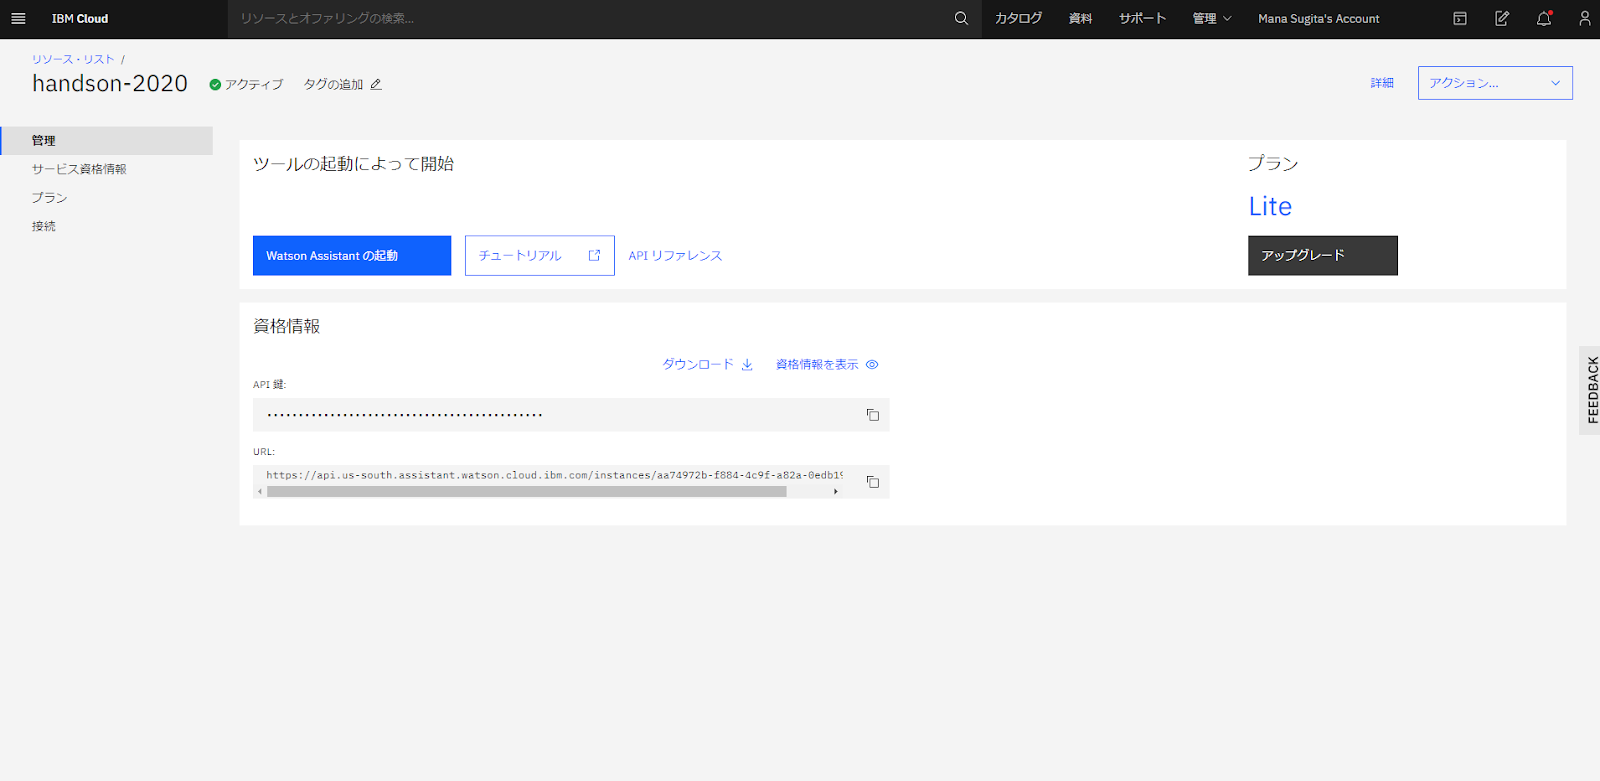 IBM Cloud
リソースとオファリングの検索...
カタログ
資料
サポート
管理
Mana Sugita's Account
リソース・リスト /
handson-2020
アクティブ
タグの追加
詳細
アクション...
管理
サービス資格情報
プラン
接続
ツールの起動によって開始
Watson Assistant の起動
チュートリアル
API リファレンス
プラン
Lite
アップグレード
資格情報
ダウンロード
資格情報を表示
API 鍵:
URL:
https://api.us-south.assistant.watson.cloud.ibm.com/instances/aa74972b-f884-4c9f-a82a-0edb19
FEEDBACK